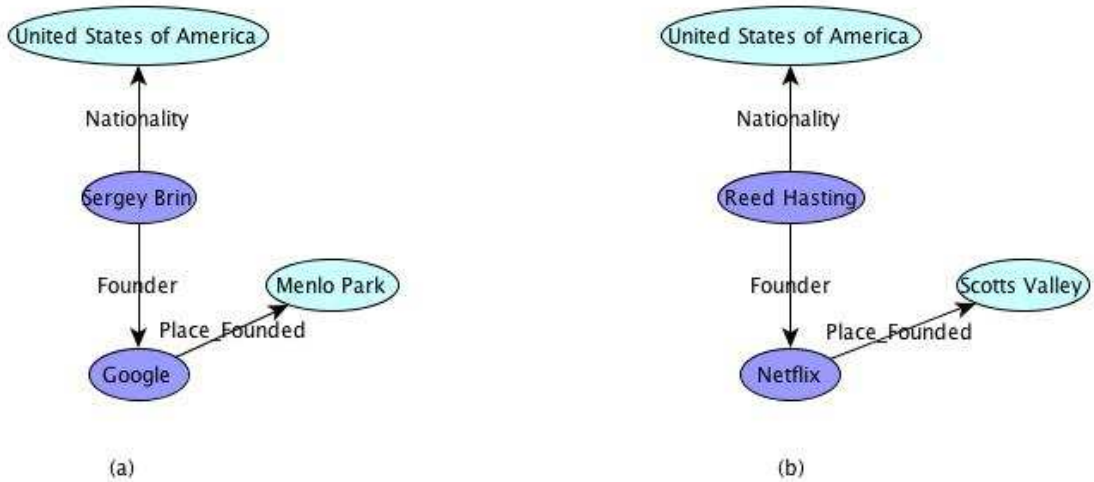 United States of America
Nationality
Sergey Brin
Founder
Menlo Park
Place_Founded
Google
(a)
United States of America
Nationality
Reed Hasting
Founder
Scotts Valley
Place_Founded
Netflix
(b)